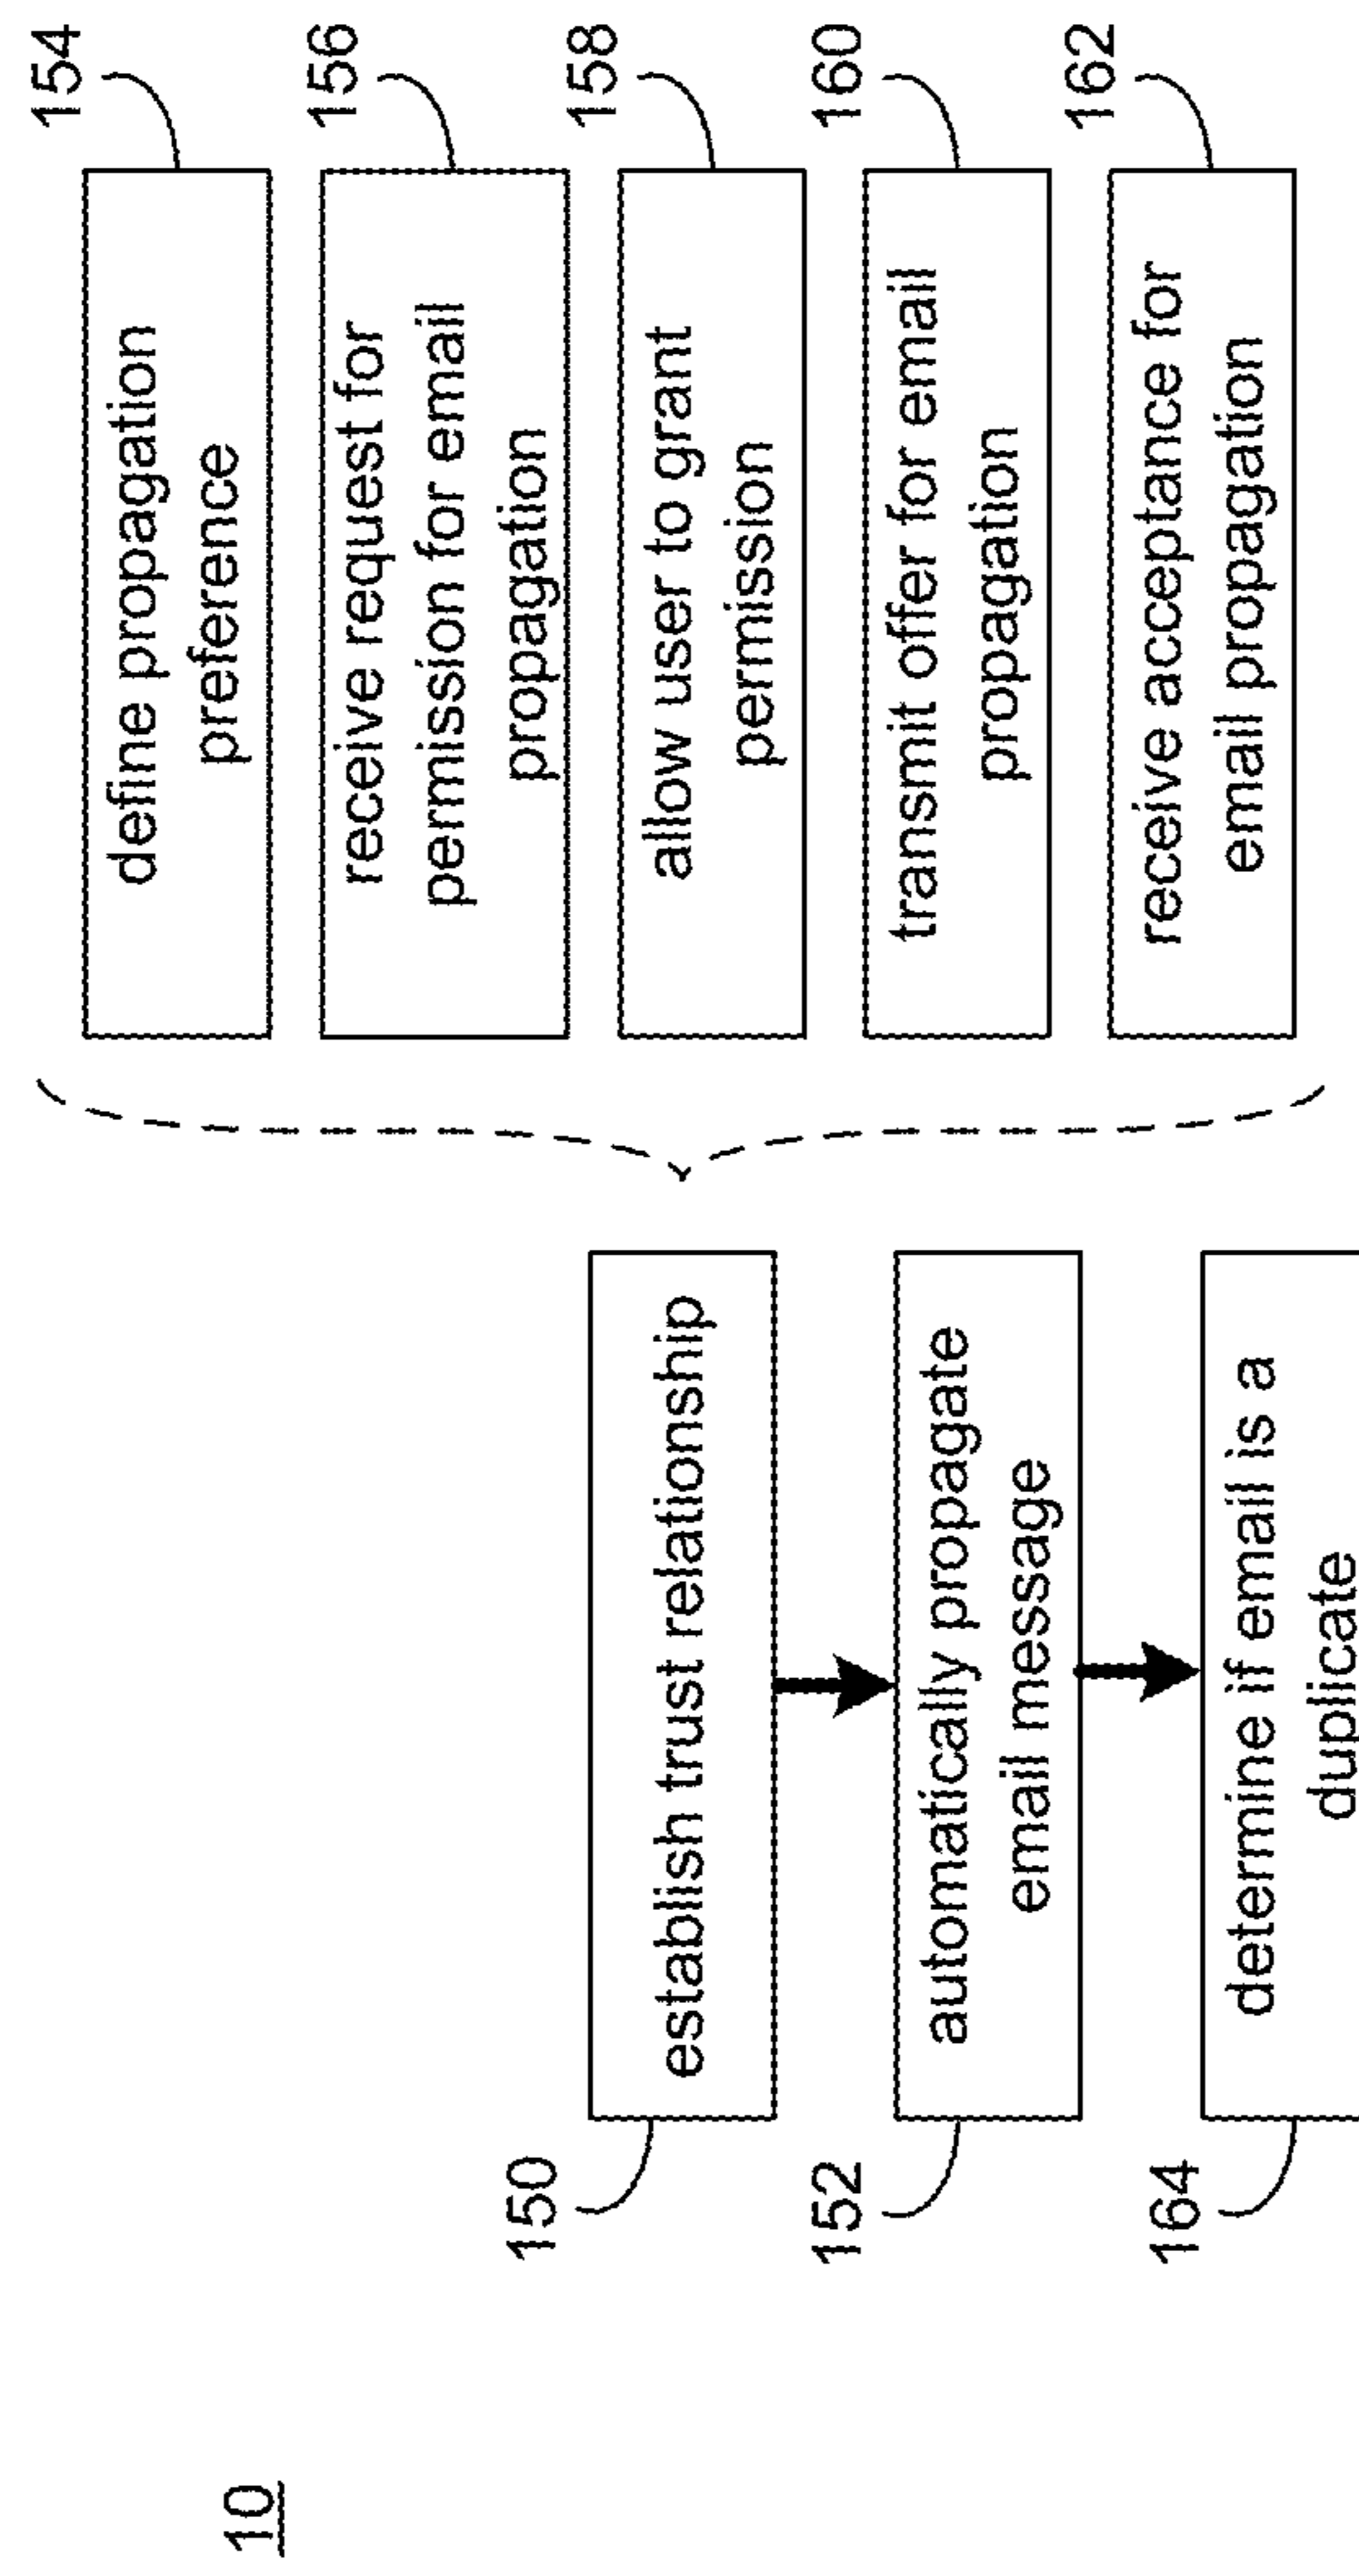 10
150
establish trust relationship
152
automatically propagate
email message
164
determine if email is a
duplicate
154
define propagation
preference
156
receive request for
permission for email
propagation
158
allow user to grant
permission
160
transmit offer for email
propagation
162
receive acceptance for
email propagation